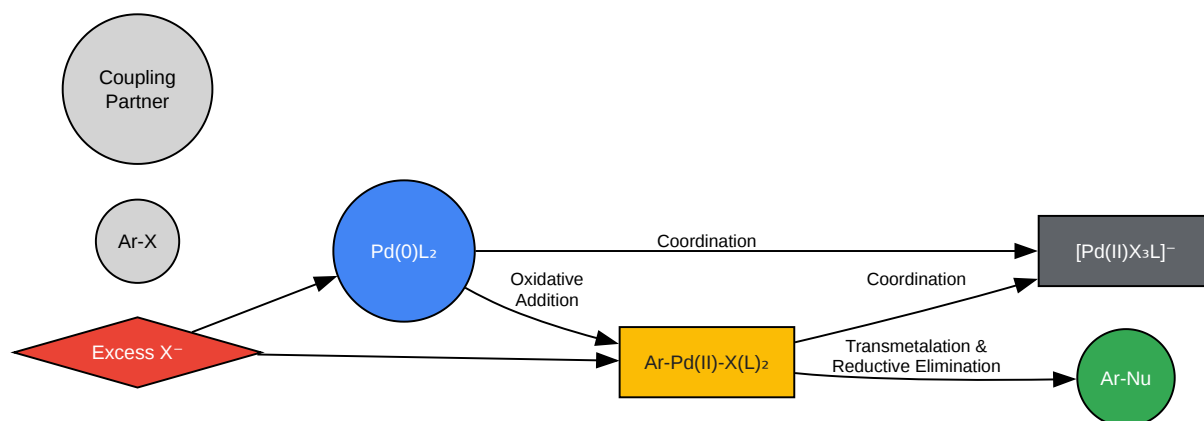 Coupling
Partner
Ar-X
Excess X⁻
Pd(0)L₂
Coordination
Oxidative
Addition
Ar-Pd(II)-X(L)₂
Coordination
Transmetalation &
Reductive Elimination
[Pd(II)X₃L]⁻
Ar-Nu